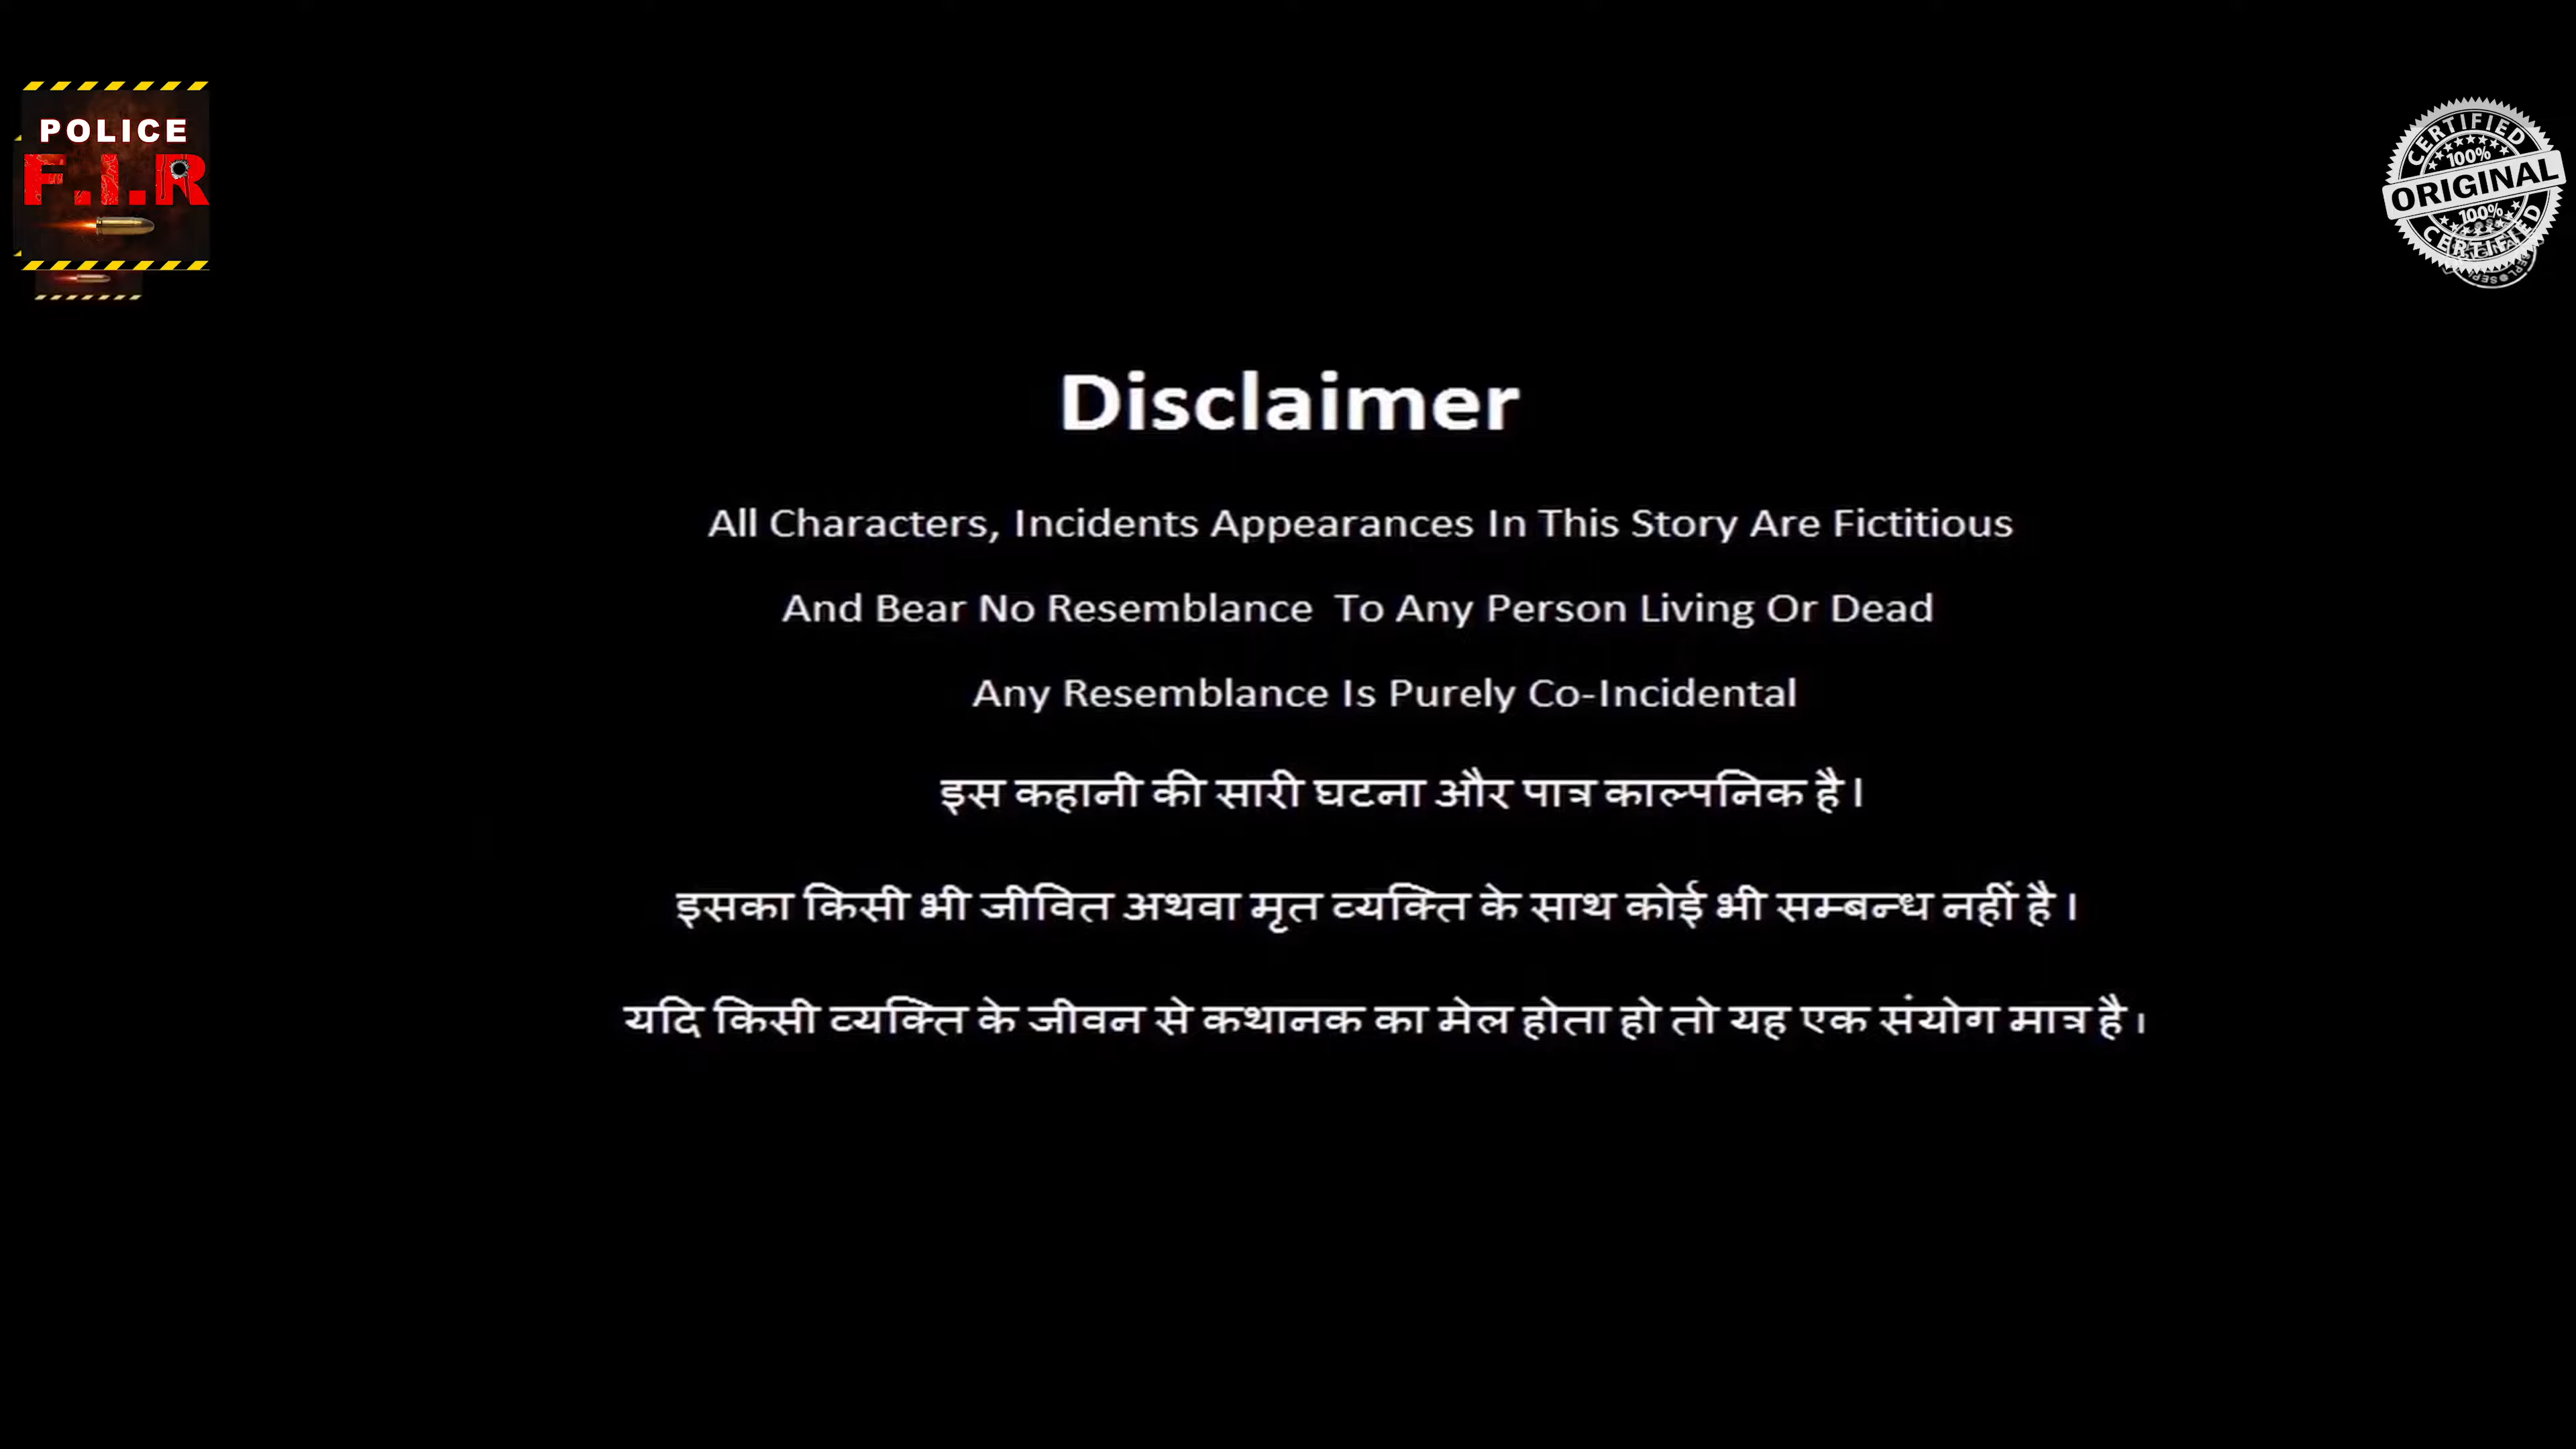 POLICE
F.I.R
CERTIFIED
100%
ORIGINAL
100%
CERTIFIED
Disclaimer
All Characters, Incidents Appearances In This Story Are Fictitious
And Bear No Resemblance To Any Person Living Or Dead
Any Resemblance Is Purely Co-Incidental
इस कहानी की सारी घटना और पात्र काल्पनिक है।
इसका किसी भी जीवित अथवा मृत व्यक्ति के साथ कोई भी सम्बन्ध नहीं है।
यदि किसी व्यक्ति के जीवन से कथानक का मेल होता हो तो यह एक संयोग मात्र है।